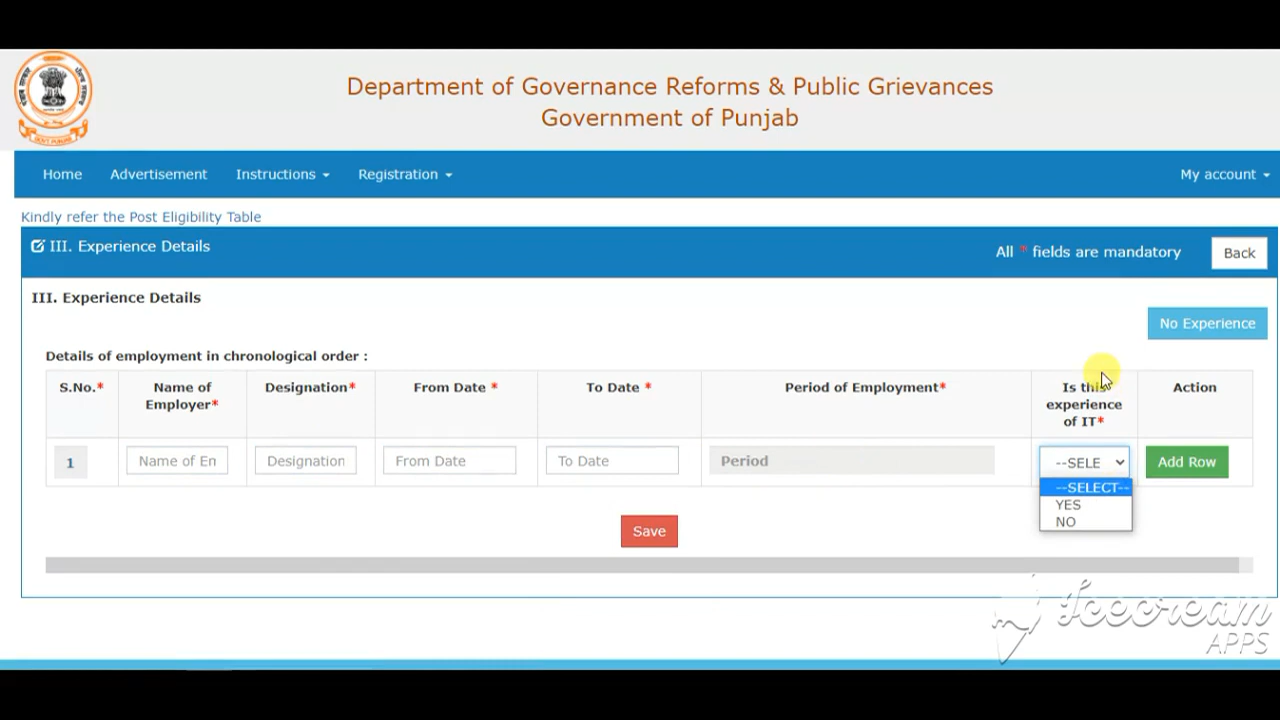 Department of Governance Reforms & Public Grievances
Government of Punjab
Home Advertisement Instructions Registration My account
Kindly refer the Post Eligibility Table
III. Experience Details All * fields are mandatory Back
III. Experience Details
No Experience
Details of employment in chronological order :
S.No.* Name of Employer* Designation* From Date * To Date * Period of Employment* Is this experience of IT* Action
1 Name of En Designation From Date To Date Period --SELE Add Row
--SELECT--
YES
NO
Save
Icecream
APPS